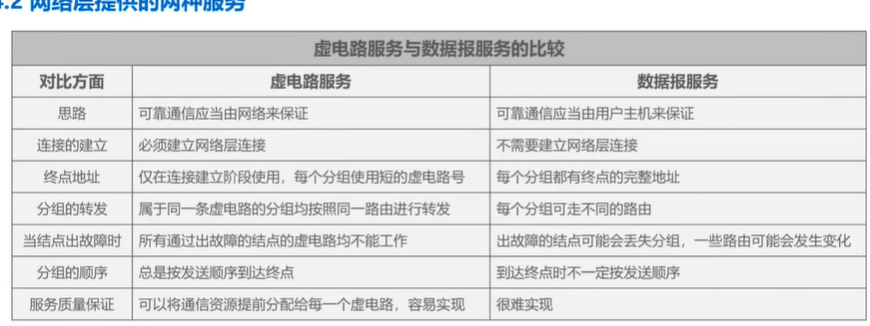 4.2 网络层提供的两种服务
虚电路服务与数据报服务的比较
对比方面 虚电路服务 数据报服务
思路 可靠通信应当由网络来保证 可靠通信应当由用户主机来保证
连接的建立 必须建立网络层连接 不需要建立网络层连接
终点地址 仅在连接建立阶段使用，每个分组使用短的虚电路号 每个分组都有终点的完整地址
分组的转发 属于同一条虚电路的分组均按照同一路由进行转发 每个分组可走不同的路由
当结点出故障时 所有通过出故障的结点的虚电路均不能工作 出故障的结点可能会丢失分组，一些路由可能会发生变化
分组的顺序 总是按发送顺序到达终点 到达终点时不一定按发送顺序
服务质量保证 可以将通信资源提前分配给每一个虚电路，容易实现 很难实现